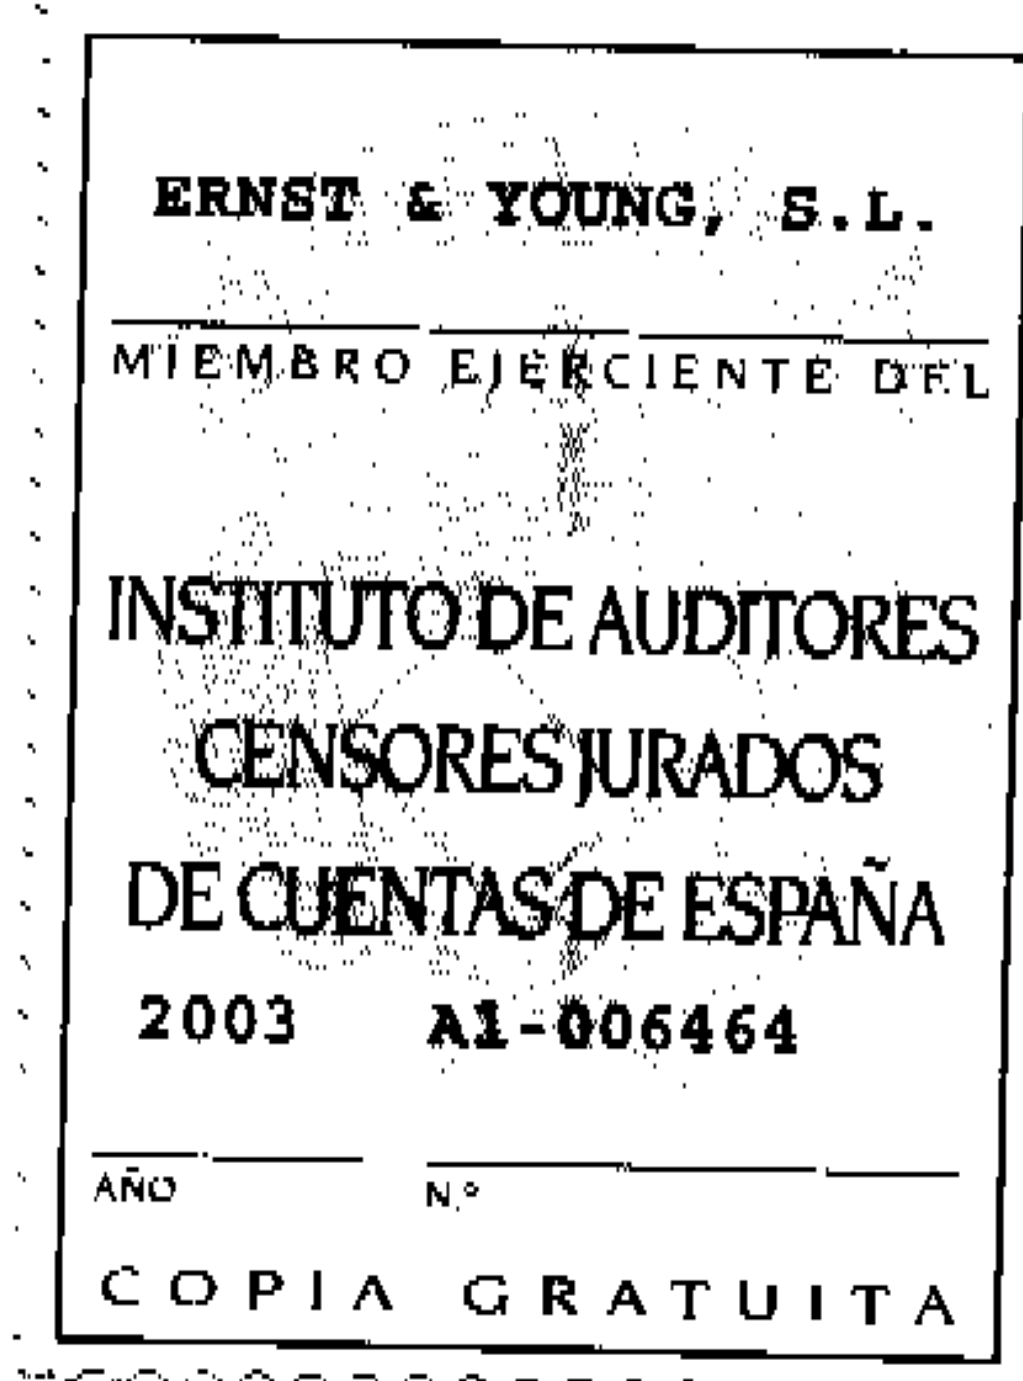 ERNST & YOUNG, S.L.
MIEMBRO EJERCIENTE DEL
INSTITUTO DE AUDITORES
CENSORES JURADOS
DE CUENTAS DE ESPAÑA
2003 A1-006464
AÑO N.º
COPIA GRATUITA